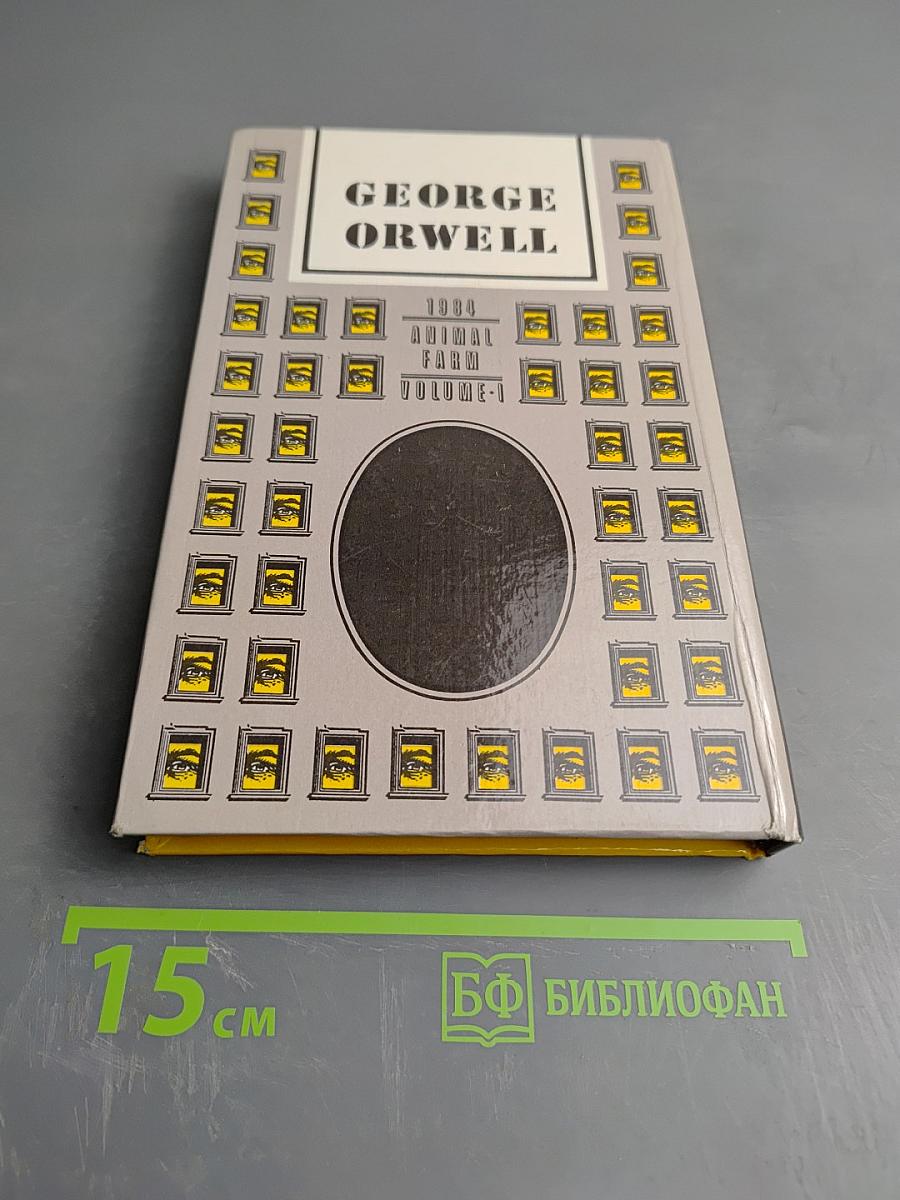 GEORGE
ORWELL
1984
ANIMAL
FARM
VOLUME·I
15 см
БФ БИБЛИОФАН